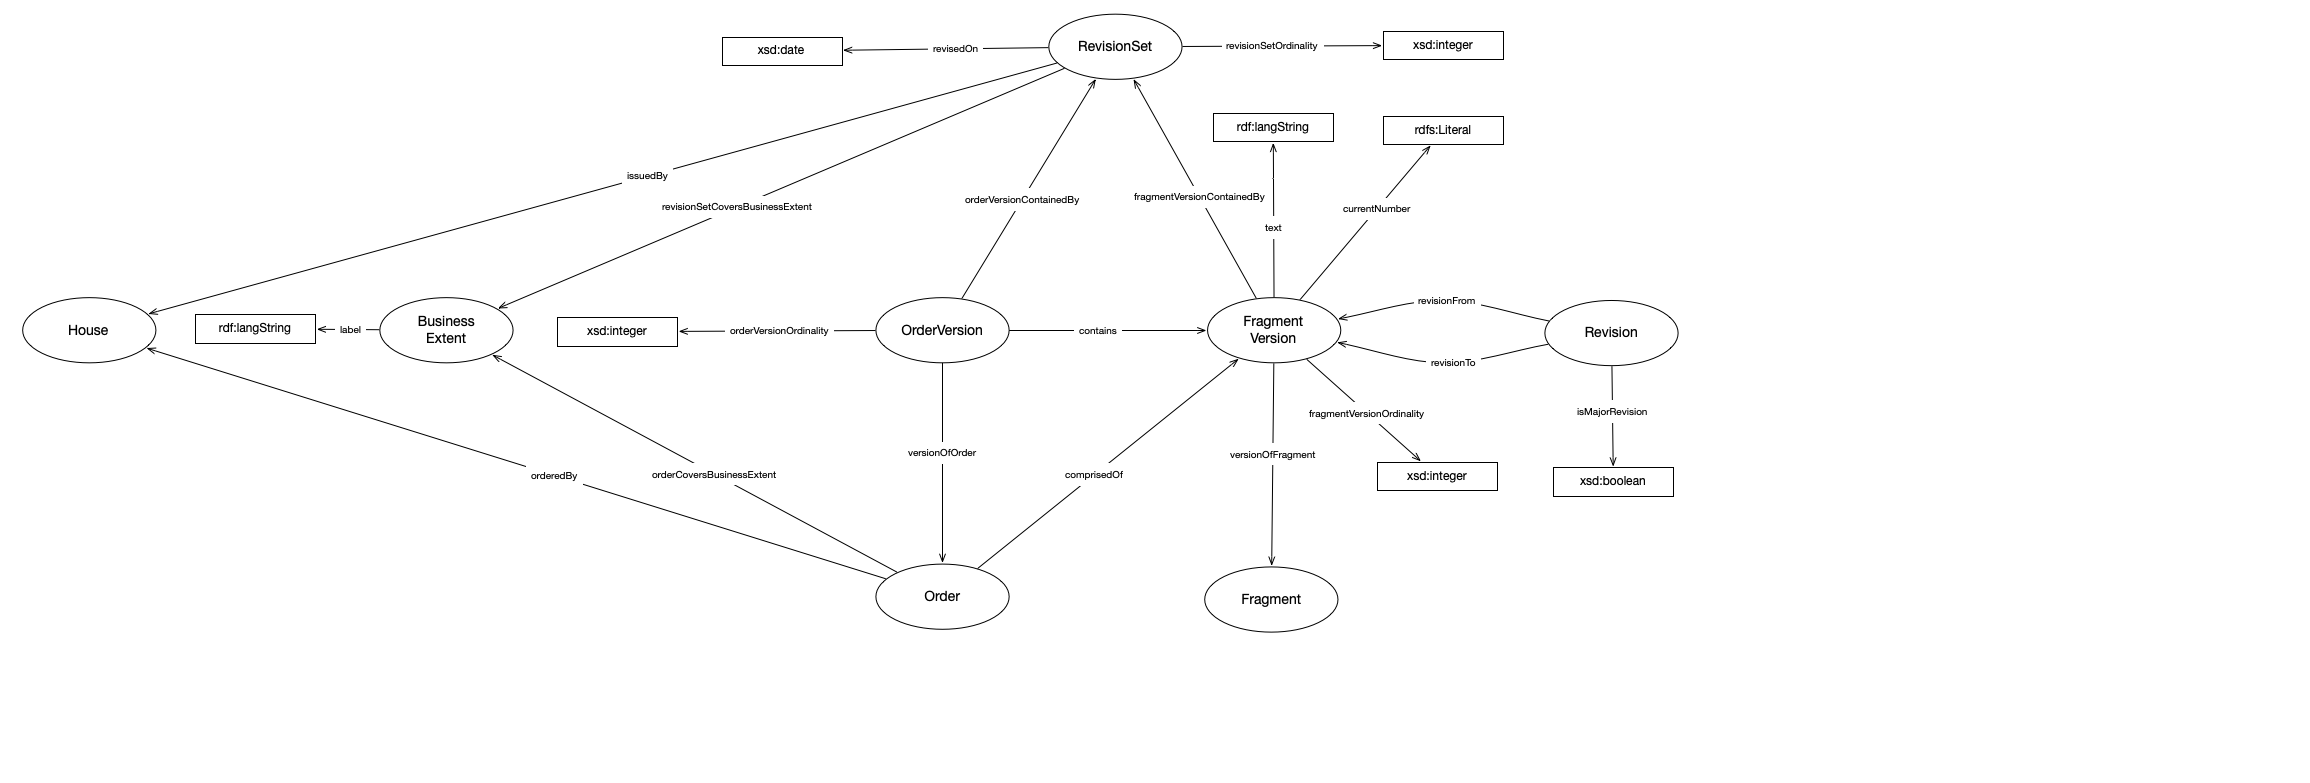 RevisionSet
xsd:date
revisedOn
revisionSetOrdinality
xsd:integer
rdf:langString
rdfs:Literal
issuedBy
revisionSetCoversBusinessExtent
orderVersionContainedBy
fragmentVersionContainedBy
text
currentNumber
House
rdf:langString
label
Business
Extent
xsd:integer
orderVersionOrdinality
OrderVersion
contains
Fragment
Version
revisionFrom
revisionTo
Revision
isMajorRevision
fragmentVersionOrdinality
versionOfOrder
versionOfFragment
orderedBy
orderCoversBusinessExtent
comprisedOf
xsd:integer
xsd:boolean
Order
Fragment